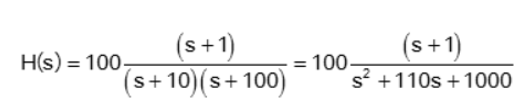 H(s) = 100 (s+1) / (s+10)(s+100) = 100 (s+1) / s² +110s +1000